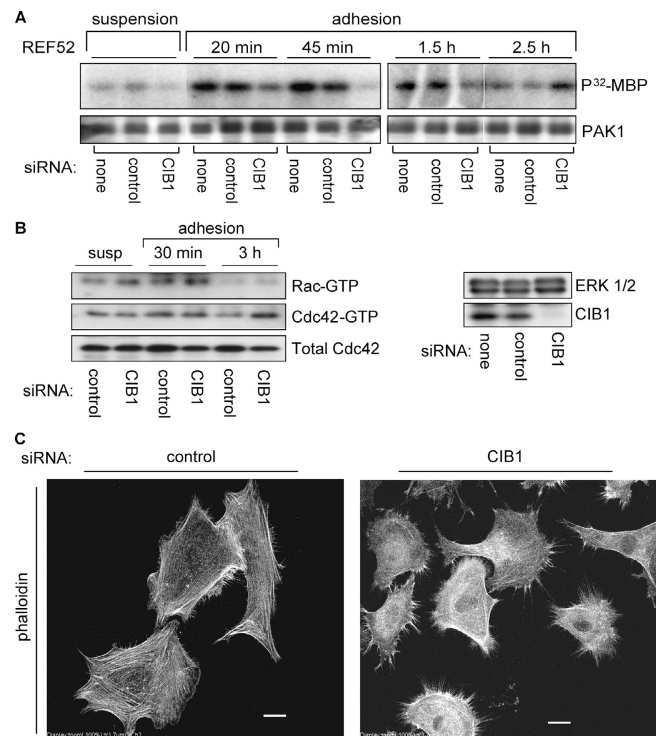 A
suspension adhesion
REF52 20 min 45 min 1.5 h 2.5 h
P³²-MBP
PAK1
siRNA: none control CIB1 none control CIB1 none control CIB1 none control CIB1 none control CIB1
B
adhesion
susp 30 min 3 h
Rac-GTP
Cdc42-GTP
Total Cdc42
siRNA: control CIB1 control CIB1 control CIB1
ERK 1/2
CIB1
siRNA: none control CIB1
C
siRNA: control CIB1
phalloidin